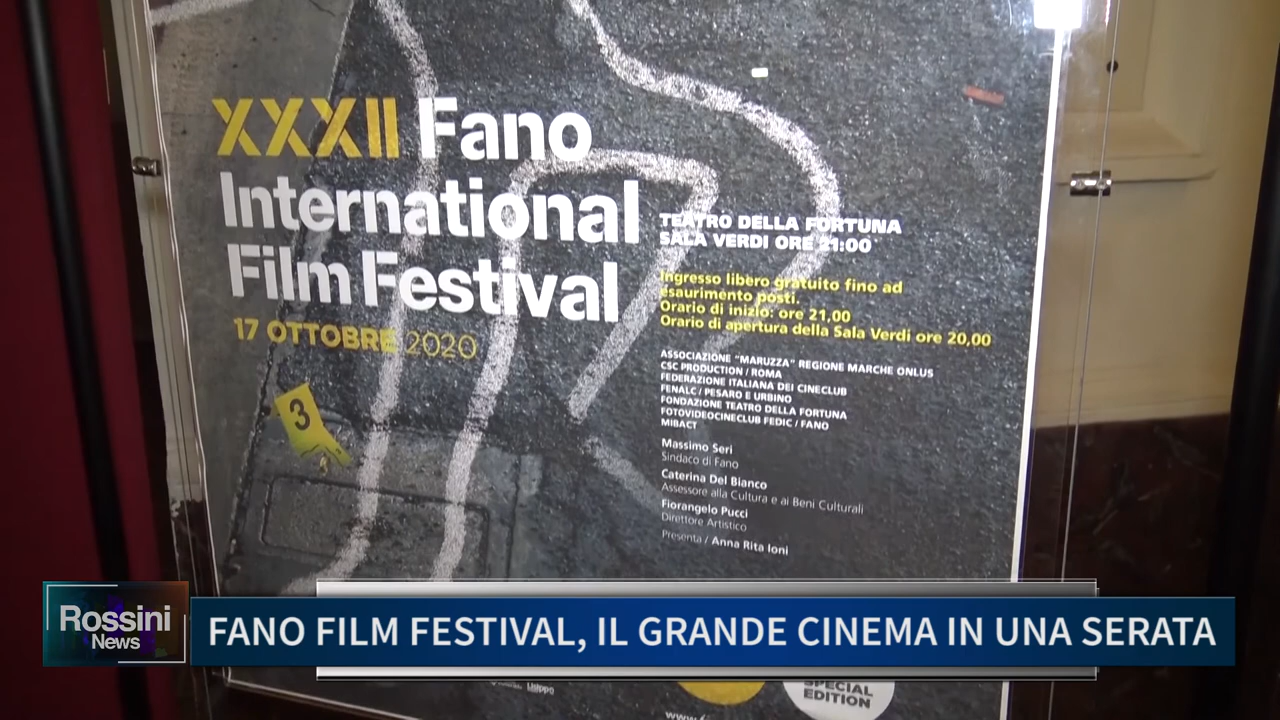 XXXII Fano
International
Film Festival
17 OTTOBRE 2020
3
TEATRO DELLA FORTUNA
SALA VERDI ORE 21:00
Ingresso libero gratuito fino ad
esaurimento posti.
Orario di inizio: ore 21,00
Orario di apertura della Sala Verdi ore 20,00
ASSOCIAZIONE "MARUZZA" REGIONE MARCHE ONLUS
CSC PRODUCTION / ROMA
FEDERAZIONE ITALIANA DEI CINECLUB
FENALC / PESARO E URBINO
FONDAZIONE TEATRO DELLA FORTUNA
FOTOVIDEOCINECLUB FEDIC / FANO
MIBACT
Massimo Seri
Sindaco di Fano
Caterina Del Bianco
Assessore alla Cultura e ai Beni Culturali
Fiorangelo Pucci
Direttore Artistico
Presenta / Anna Rita Ioni
Rossini
News
FANO FILM FESTIVAL, IL GRANDE CINEMA IN UNA SERATA
SPECIAL
EDITION